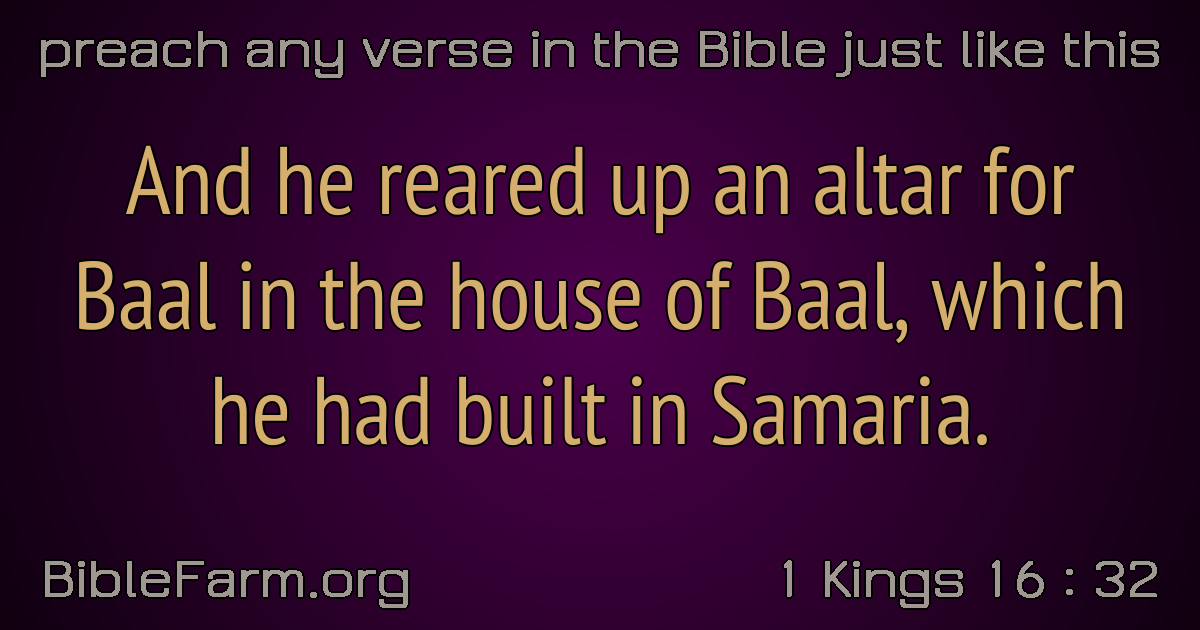 preach any verse in the Bible just like this
And he reared up an altar for
Baal in the house of Baal, which
he had built in Samaria.
BibleFarm.org
1 Kings 16 : 32